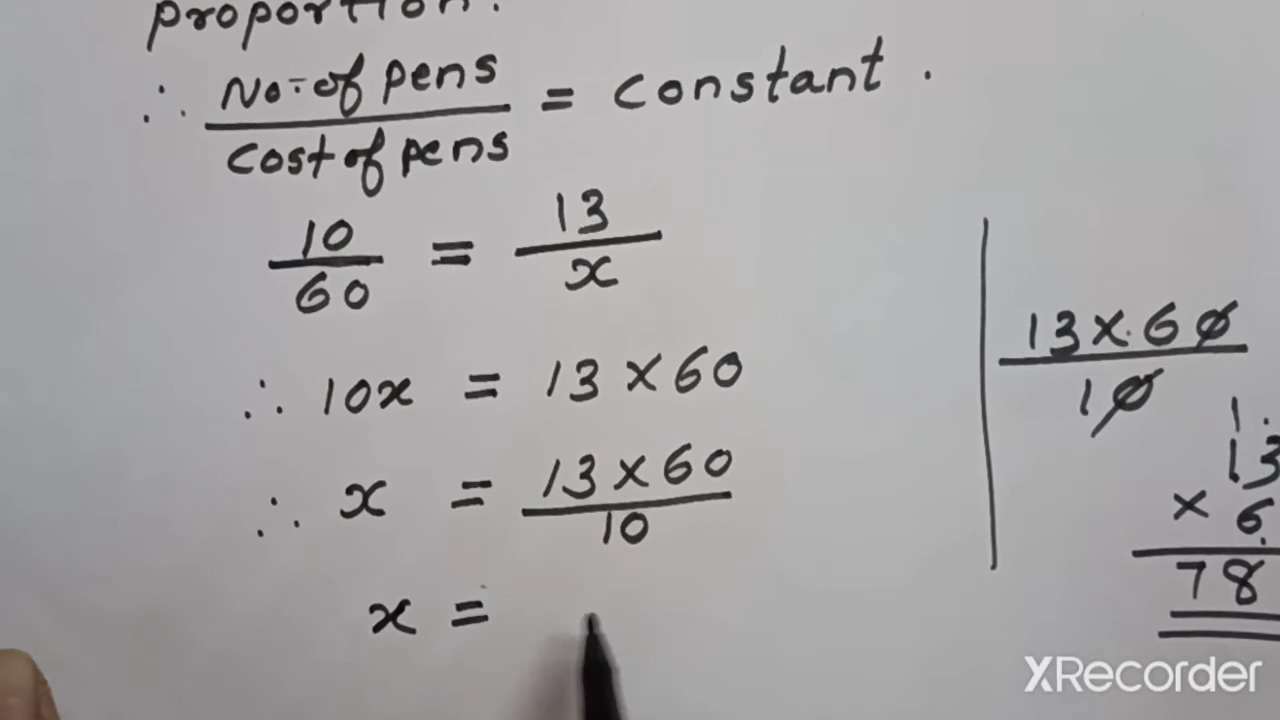 proportion.
∴ No. of pens / Cost of pens = constant.
10/60 = 13/x
∴ 10x = 13 × 60
∴ x = 13 × 60 / 10
x =
13 × 60 / 10
1
13
× 6
78
XRecorder